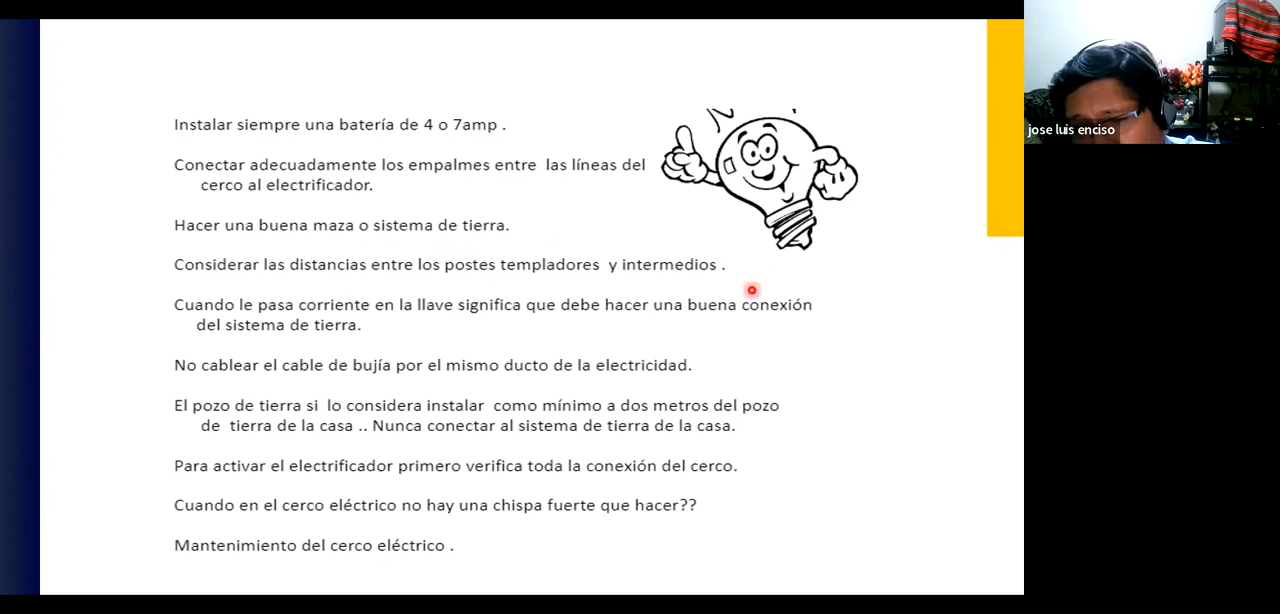 Instalar siempre una batería de 4 o 7amp .
Conectar adecuadamente los empalmes entre las líneas del
cerco al electrificador.
Hacer una buena maza o sistema de tierra.
Considerar las distancias entre los postes templadores y intermedios .
Cuando le pasa corriente en la llave significa que debe hacer una buena conexión
del sistema de tierra.
No cablear el cable de bujía por el mismo ducto de la electricidad.
El pozo de tierra si lo considera instalar como mínimo a dos metros del pozo
de tierra de la casa .. Nunca conectar al sistema de tierra de la casa.
Para activar el electrificador primero verifica toda la conexión del cerco.
Cuando en el cerco eléctrico no hay una chispa fuerte que hacer??
Mantenimiento del cerco eléctrico .
jose luis enciso